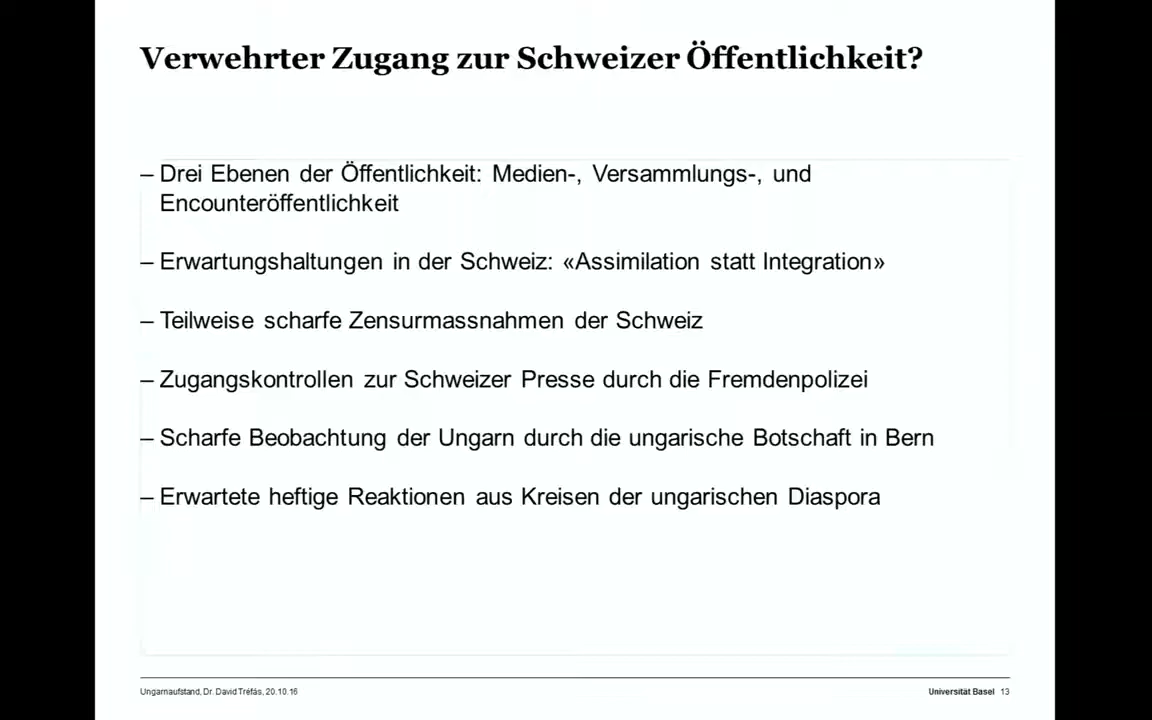 Verwehrter Zugang zur Schweizer Öffentlichkeit?
– Drei Ebenen der Öffentlichkeit: Medien-, Versammlungs-, und
Encounteröffentlichkeit
– Erwartungshaltungen in der Schweiz: «Assimilation statt Integration»
– Teilweise scharfe Zensurmassnahmen der Schweiz
– Zugangskontrollen zur Schweizer Presse durch die Fremdenpolizei
– Scharfe Beobachtung der Ungarn durch die ungarische Botschaft in Bern
– Erwartete heftige Reaktionen aus Kreisen der ungarischen Diaspora
Ungarnaufstand, Dr. David Tréfás, 20.10.16
Universität Basel 13